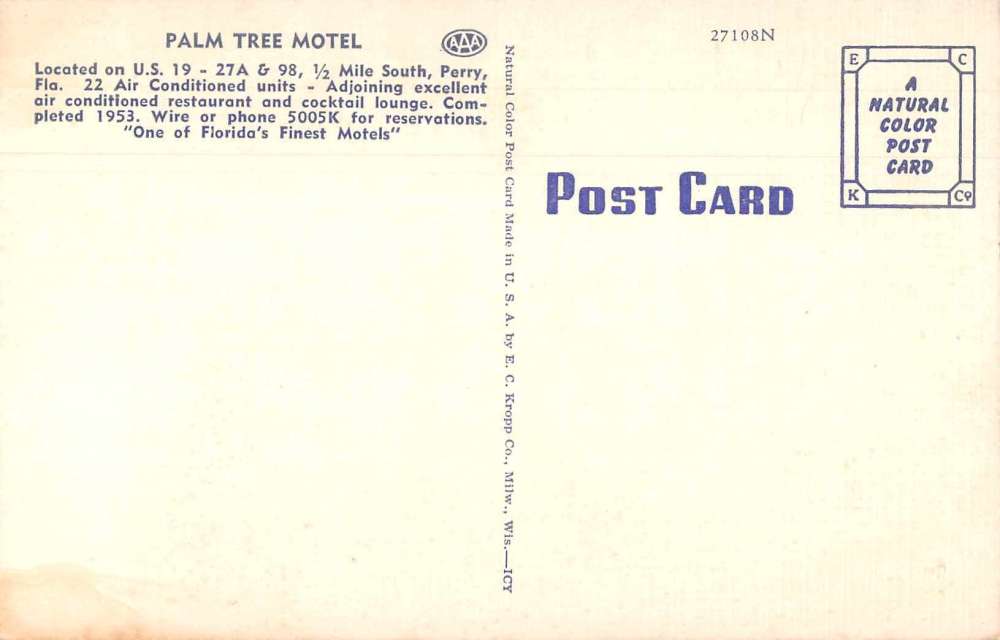 PALM TREE MOTEL
AAA
Located on U.S. 19 - 27A & 98, ½ Mile South, Perry,
Fla. 22 Air Conditioned units - Adjoining excellent
air conditioned restaurant and cocktail lounge. Com-
pleted 1953. Wire or phone 5005K for reservations.
"One of Florida's Finest Motels"
Natural Color Post Card Made in U. S. A. by E. C. Kropp Co., Milw., Wis.—ICY
27108N
POST CARD
E C
A
NATURAL
COLOR
POST
CARD
K Co